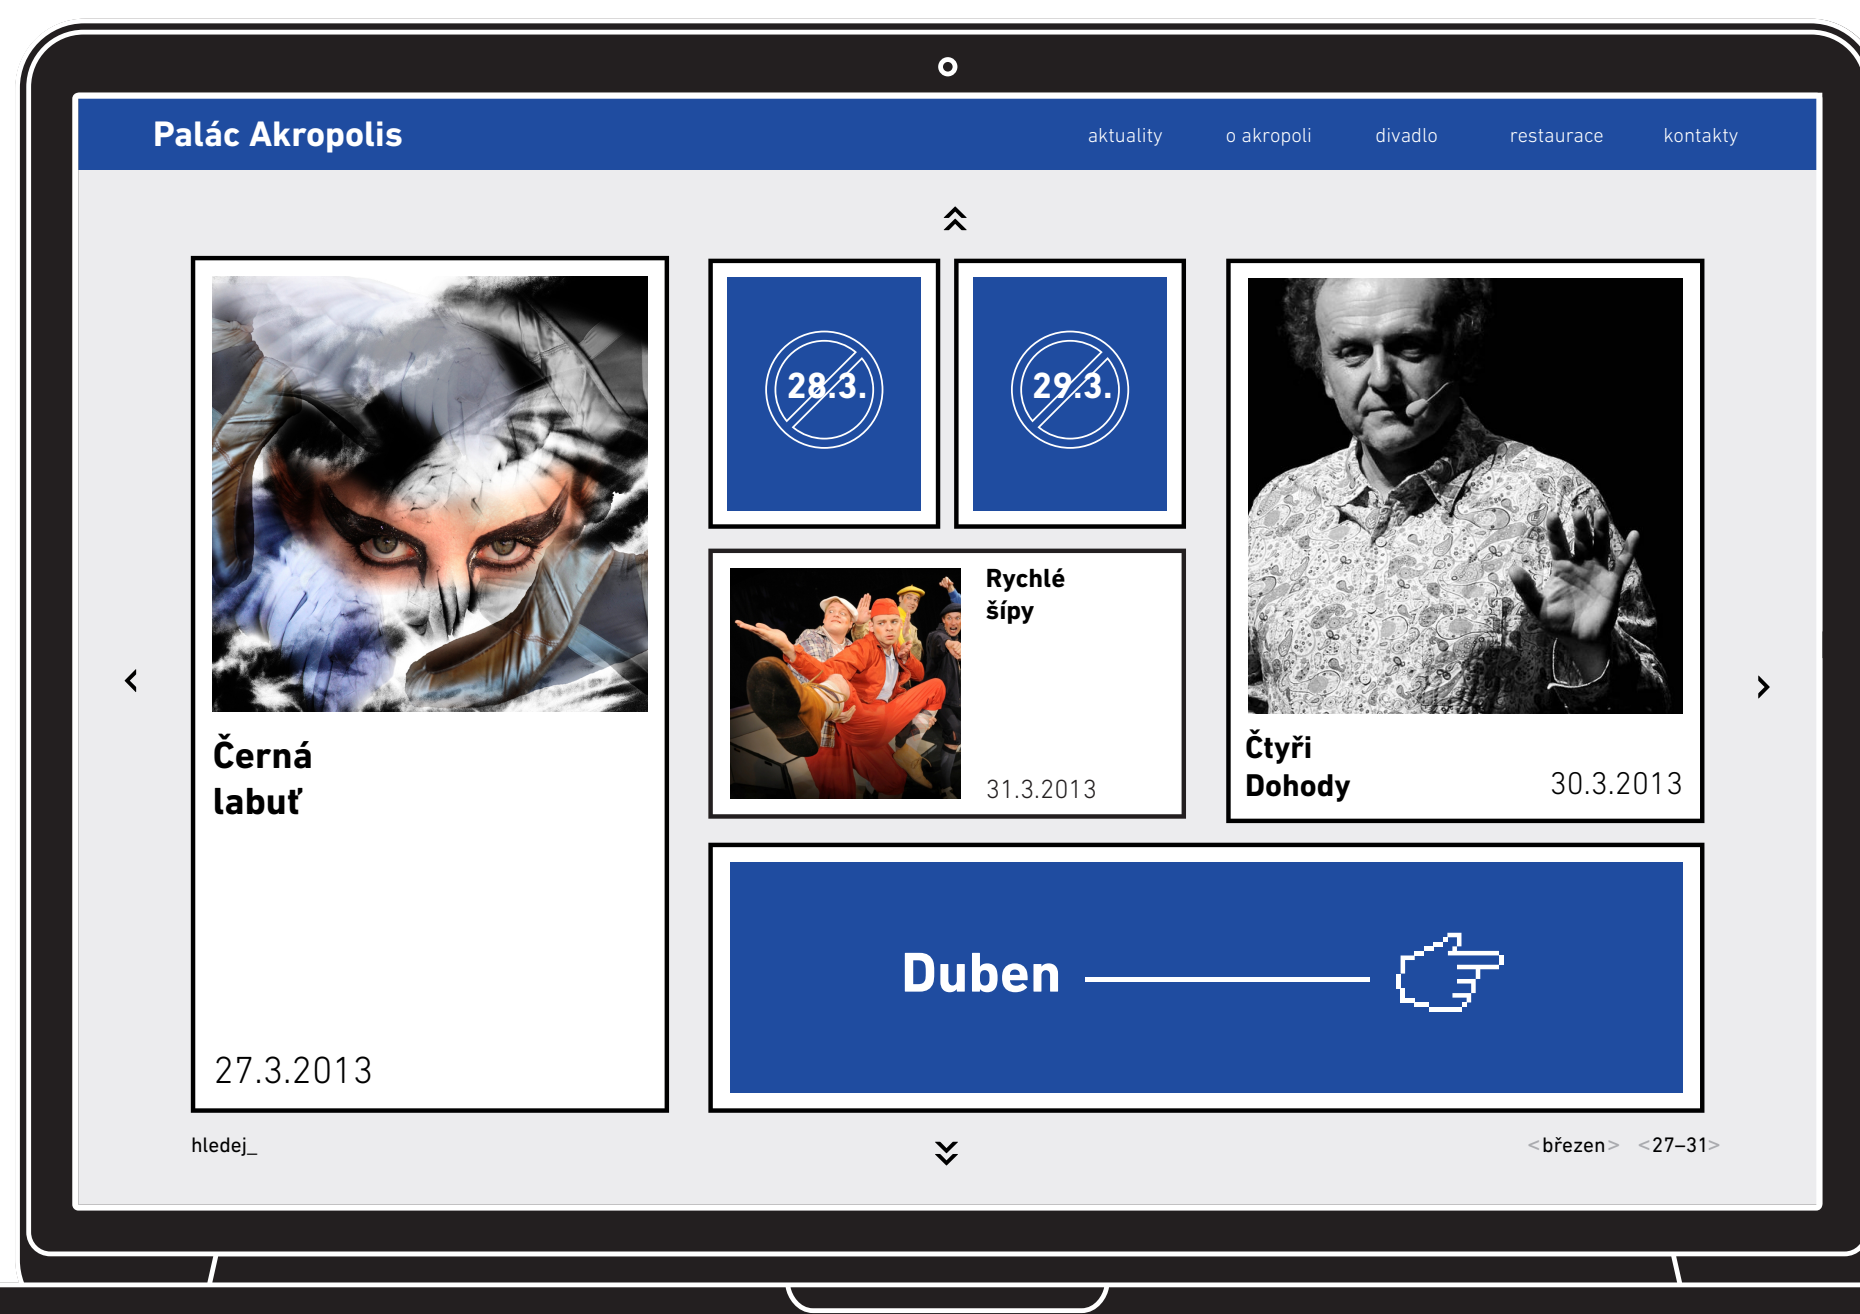 Palác Akropolis
aktuality
o akropoli
divadlo
restaurace
kontakty
Černá
labuť
27.3.2013
28.3.
29.3.
Rychlé
šípy
31.3.2013
Čtyři
Dohody
30.3.2013
Duben
hledej_
<březen> <27–31>